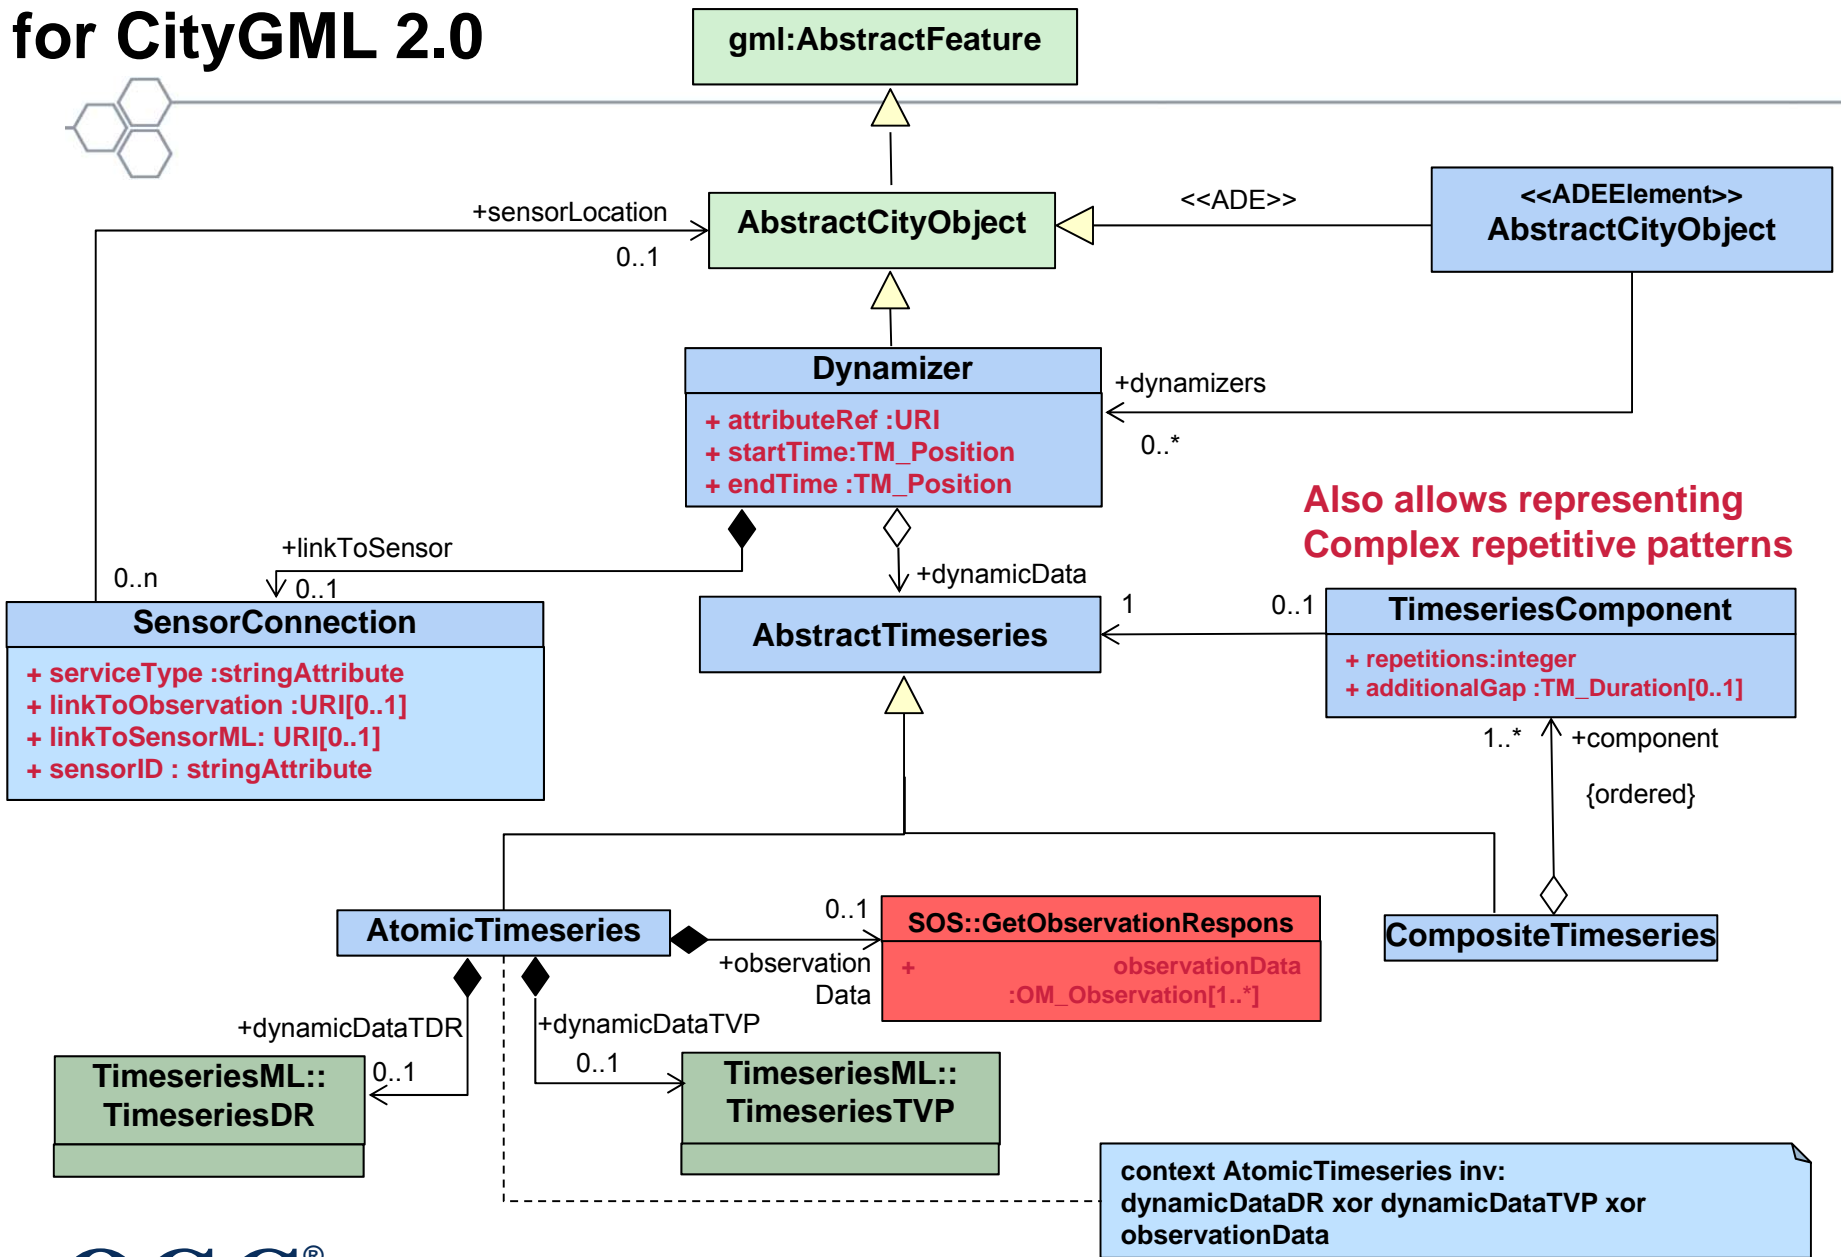 for CityGML 2.0
gml:AbstractFeature
+sensorLocation
0..1
AbstractCityObject
<<ADE>>
<<ADEElement>>
AbstractCityObject
Dynamizer
+ attributeRef :URI
+ startTime:TM_Position
+ endTime :TM_Position
+dynamizers
0..*
Also allows representing
Complex repetitive patterns
+linkToSensor
0..n
0..1
+dynamicData
SensorConnection
+ serviceType :stringAttribute
+ linkToObservation :URI[0..1]
+ linkToSensorML: URI[0..1]
+ sensorID : stringAttribute
AbstractTimeseries
1
0..1
TimeseriesComponent
+ repetitions:integer
+ additionalGap :TM_Duration[0..1]
1..*
+component
{ordered}
AtomicTimeseries
0..1
+observation
Data
SOS::GetObservationRespons
+ observationData
:OM_Observation[1..*]
CompositeTimeseries
+dynamicDataTDR
0..1
+dynamicDataTVP
0..1
TimeseriesML::
TimeseriesDR
TimeseriesML::
TimeseriesTVP
context AtomicTimeseries inv:
dynamicDataDR xor dynamicDataTVP xor
observationData
OGC®